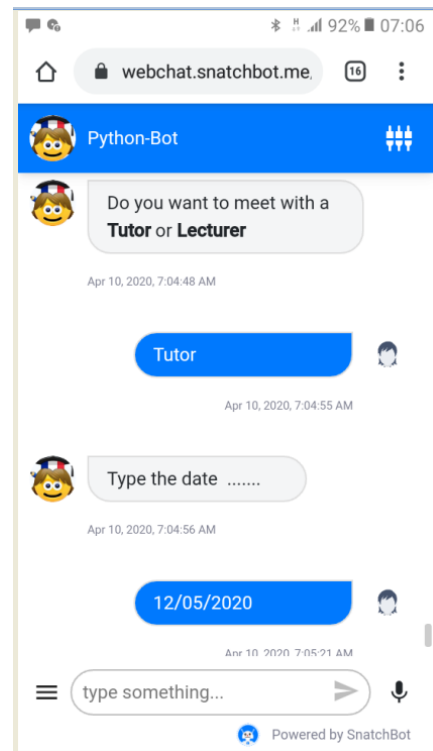 92% 07:06
webchat.snatchbot.me, 16
Python-Bot
Do you want to meet with a
Tutor or Lecturer
Apr 10, 2020, 7:04:48 AM
Tutor
Apr 10, 2020, 7:04:55 AM
Type the date .......
Apr 10, 2020, 7:04:56 AM
12/05/2020
Apr 10, 2020, 7:05:21 AM
type something...
Powered by SnatchBot